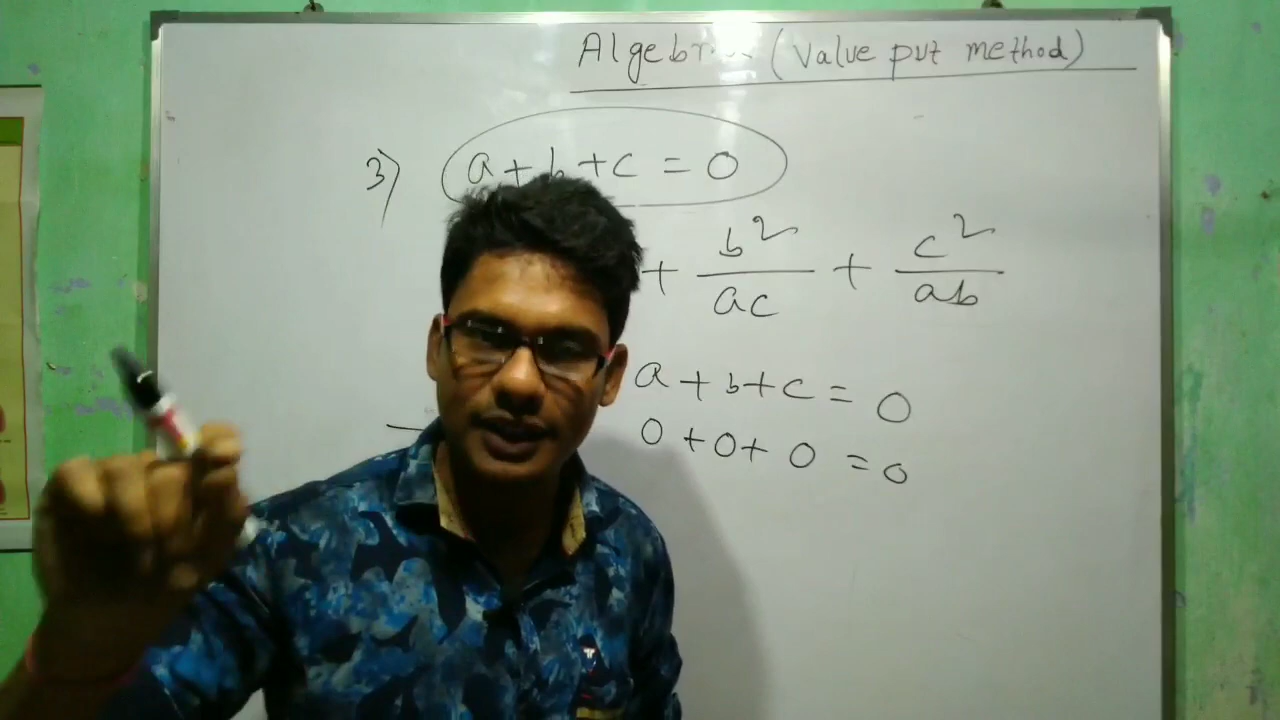 Algebra (Value put method)
3) a + b + c = 0
+ b²/ac + c²/ab
a + b + c = 0
0 + 0 + 0 = 0